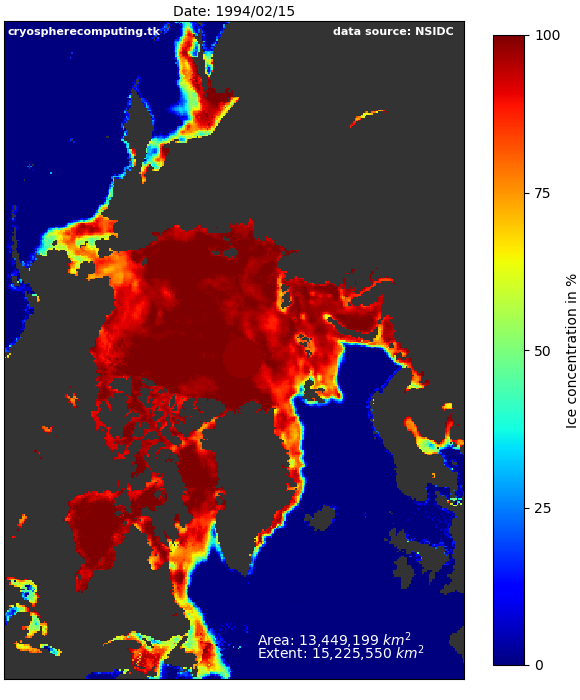 Date: 1994/02/15
cryospherecomputing.tk
data source: NSIDC
100
75
50
25
0
Ice concentration in %
Area: 13,449,199 km²
Extent: 15,225,550 km²